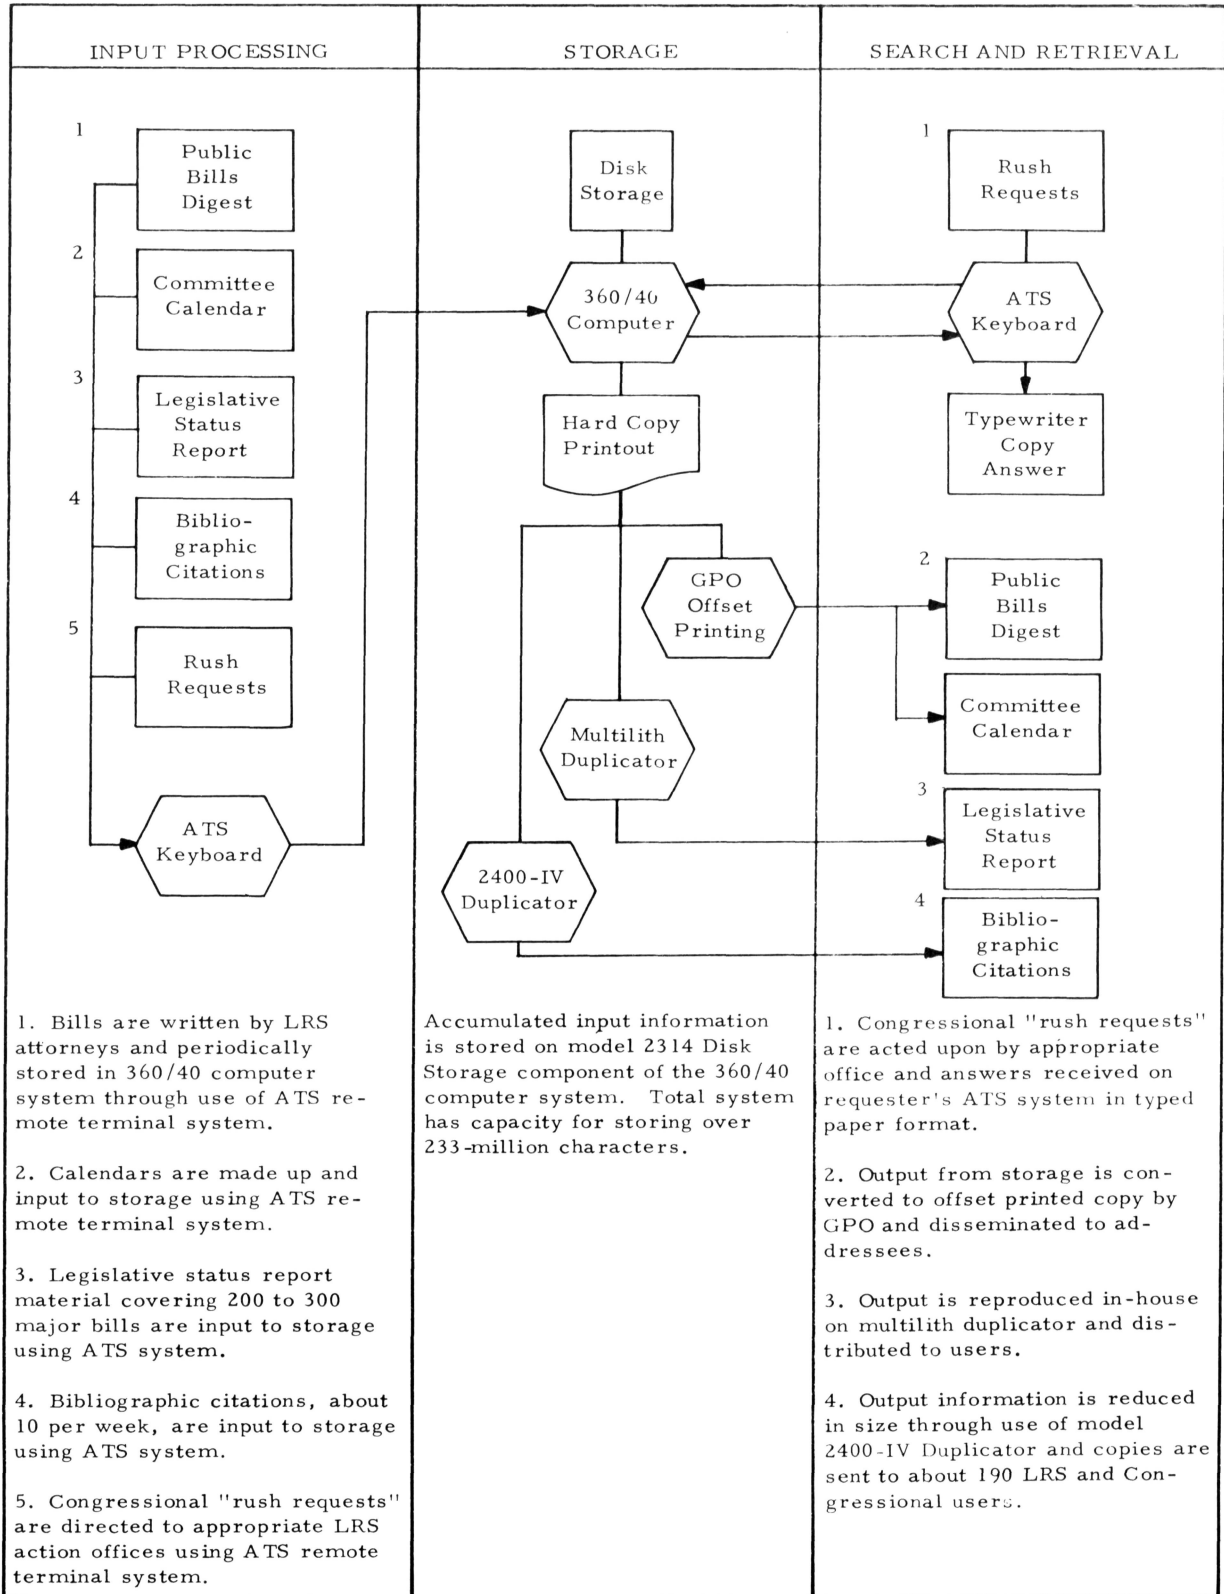 INPUT PROCESSING
STORAGE
SEARCH AND RETRIEVAL
1
Public
Bills
Digest
2
Committee
Calendar
3
Legislative
Status
Report
4
Biblio-
graphic
Citations
5
Rush
Requests
ATS
Keyboard
1. Bills are written by LRS
attorneys and periodically
stored in 360/40 computer
system through use of ATS re-
mote terminal system.
2. Calendars are made up and
input to storage using ATS re-
mote terminal system.
3. Legislative status report
material covering 200 to 300
major bills are input to storage
using ATS system.
4. Bibliographic citations, about
10 per week, are input to storage
using ATS system.
5. Congressional "rush requests"
are directed to appropriate LRS
action offices using ATS remote
terminal system.
Disk
Storage
360/40
Computer
Hard Copy
Printout
GPO
Offset
Printing
Multilith
Duplicator
2400-IV
Duplicator
Accumulated input information
is stored on model 2314 Disk
Storage component of the 360/40
computer system. Total system
has capacity for storing over
233-million characters.
1
Rush
Requests
ATS
Keyboard
Typewriter
Copy
Answer
2
Public
Bills
Digest
Committee
Calendar
3
Legislative
Status
Report
4
Biblio-
graphic
Citations
1. Congressional "rush requests"
are acted upon by appropriate
office and answers received on
requester's ATS system in typed
paper format.
2. Output from storage is con-
verted to offset printed copy by
GPO and disseminated to ad-
dressees.
3. Output is reproduced in-house
on multilith duplicator and dis-
tributed to users.
4. Output information is reduced
in size through use of model
2400-IV Duplicator and copies are
sent to about 190 LRS and Con-
gressional users.